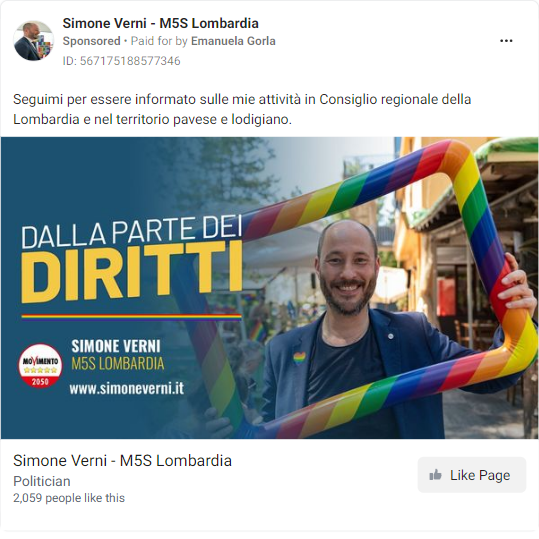 Simone Verni - M5S Lombardia
Sponsored • Paid for by Emanuela Gorla
ID: 567175188577346
Seguimi per essere informato sulle mie attività in Consiglio regionale della
Lombardia e nel territorio pavese e lodigiano.
DALLA PARTE DEI
DIRITTI
MOVIMENTO
2050
SIMONE VERNI
M5S LOMBARDIA
www.simoneverni.it
Simone Verni - M5S Lombardia
Politician
2,059 people like this
Like Page